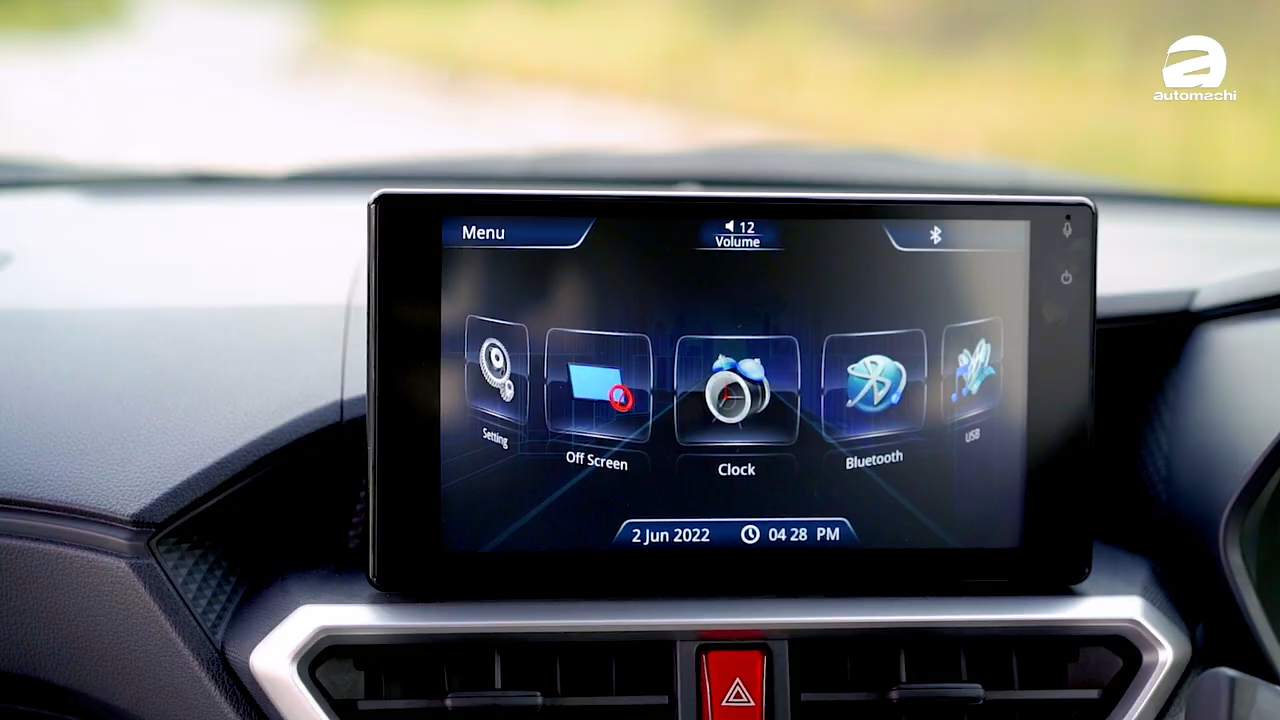 automachi
Menu
12
Volume
Setting
Off Screen
Clock
Bluetooth
USB
2 Jun 2022
04 28 PM